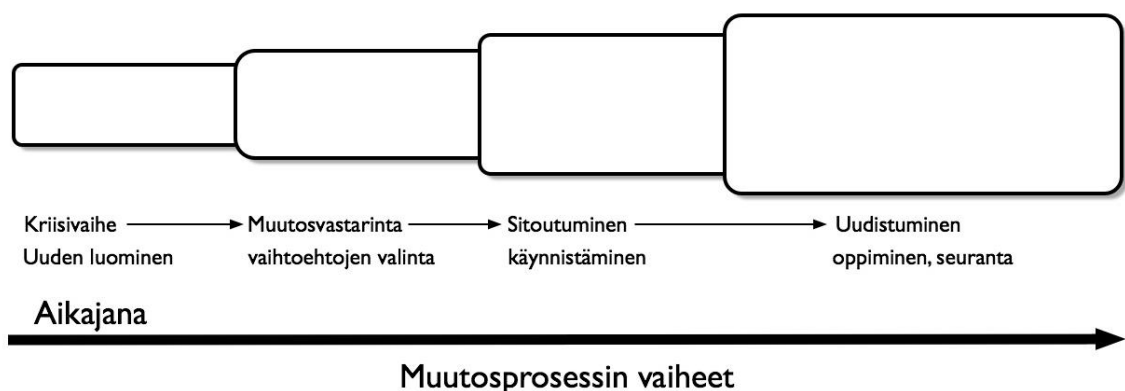 Kriisivaihe
Uuden luominen
Muutosvastarinta
vaihtoehtojen valinta
Sitoutuminen
käynnistäminen
Uudistuminen
oppiminen, seuranta
Aikajana
Muutosprosessin vaiheet